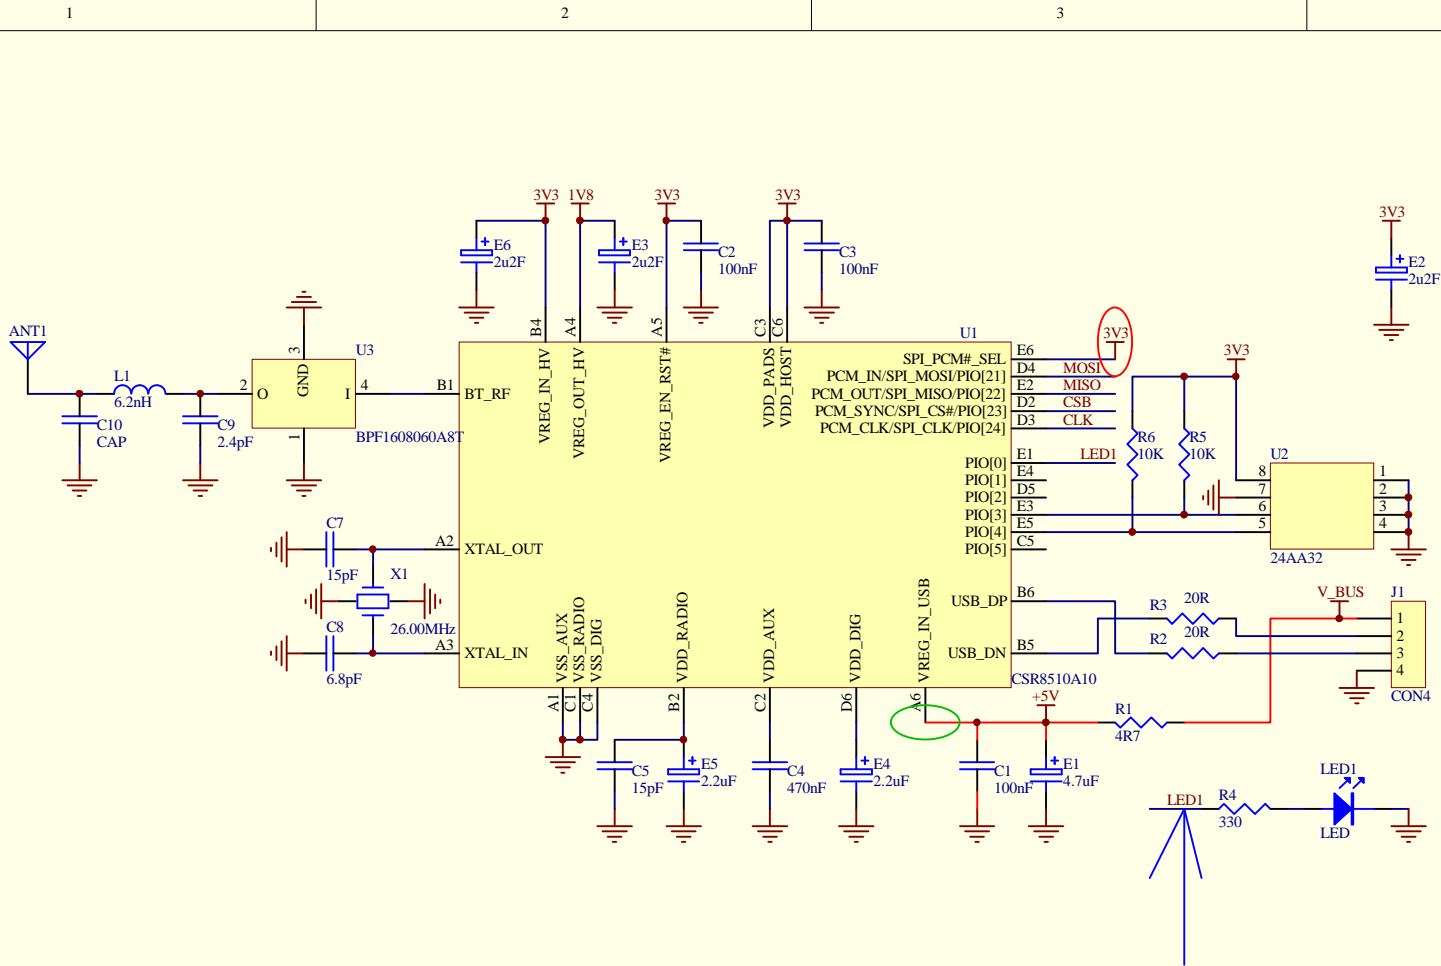 1 2 3
3V3 1V8 3V3 3V3 3V3
E6 2u2F
E3 2u2F
C2 100nF
C3 100nF
E2 2u2F
ANT1
L1 6.2nH
C10 CAP
C9 2.4pF
U3
2 O GND I 4
3
1
BPF1608060A8T
U1
B4 VREG_IN_HV
A4 VREG_OUT_HV
A5 VREG_EN_RST#
C3 VDD_PADS
C6 VDD_HOST
B1 BT_RF
A2 XTAL_OUT
A3 XTAL_IN
SPI_PCM#_SEL E6 3V3
PCM_IN/SPI_MOSI/PIO[21] D4 MOSI
PCM_OUT/SPI_MISO/PIO[22] E2 MISO
PCM_SYNC/SPI_CS#/PIO[23] D2 CSB
PCM_CLK/SPI_CLK/PIO[24] D3 CLK
PIO[0] E1 LED1
PIO[1] E4
PIO[2] D5
PIO[3] E3
PIO[4] E5
PIO[5] C5
USB_DP B6
USB_DN B5
VSS_AUX A1
VSS_RADIO C1
VSS_DIG C4
VDD_RADIO B2
VDD_AUX C2
VDD_DIG D6
VREG_IN_USB A6
CSR8510A10
C7
15pF
X1
26.00MHz
C8
6.8pF
3V3
R6 10K
R5 10K
U2
8 1
7 2
6 3
5 4
24AA32
V_BUS
J1
1
2
3
4
CON4
R3 20R
R2 20R
+5V
R1
4R7
C5 15pF
E5 2.2uF
C4 470nF
E4 2.2uF
C1 100nF
E1 4.7uF
LED1
R4
330
LED1
LED